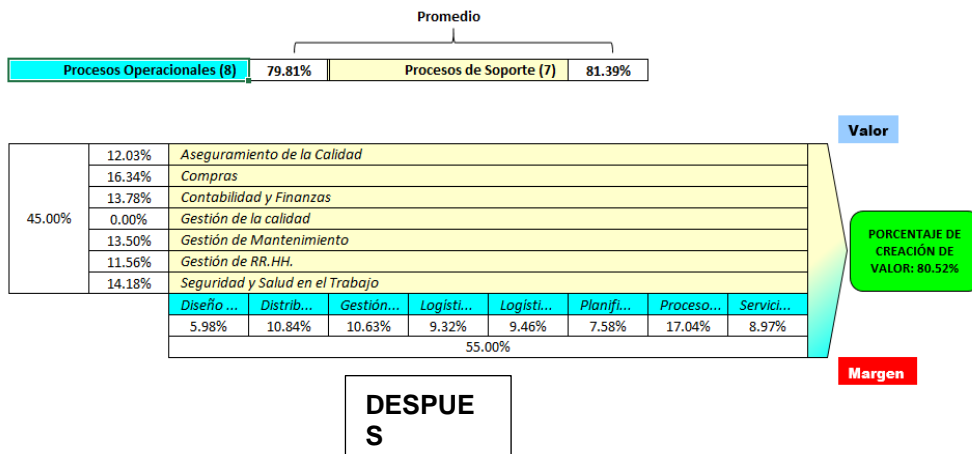 Promedio
Procesos Operacionales (8) 79.81% Procesos de Soporte (7) 81.39%
Valor
45.00%
12.03% Aseguramiento de la Calidad
16.34% Compras
13.78% Contabilidad y Finanzas
0.00% Gestión de la calidad
13.50% Gestión de Mantenimiento
11.56% Gestión de RR.HH.
14.18% Seguridad y Salud en el Trabajo
PORCENTAJE DE
CREACIÓN DE
VALOR: 80.52%
Diseño ... Distrib... Gestión... Logísti... Logísti... Planifi... Proceso... Servici...
5.98% 10.84% 10.63% 9.32% 9.46% 7.58% 17.04% 8.97%
55.00%
Margen
DESPUE
S